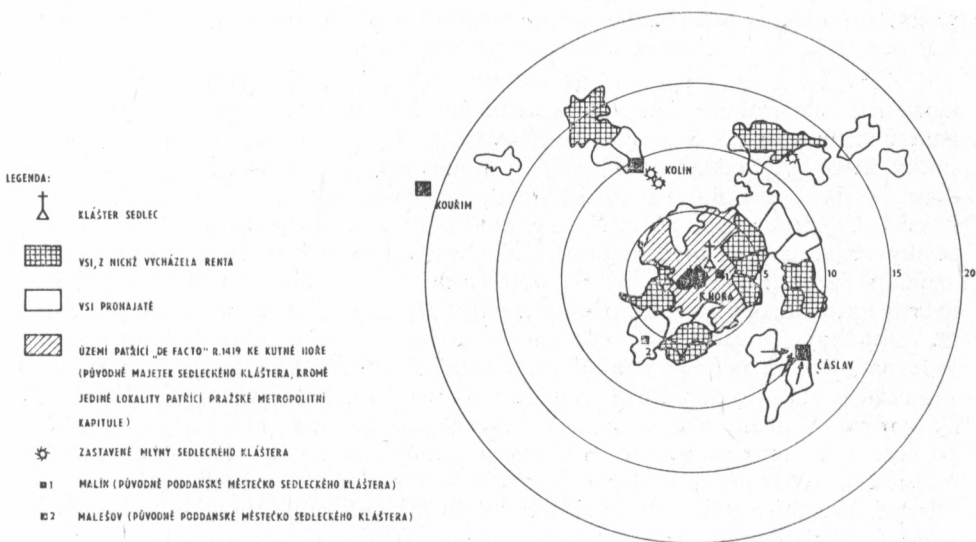 LEGENDA:
KLÁŠTER SEDLEC
VSI, Z NICHŽ VYCHÁZELA RENTA
VSI PRONAJATÉ
ÚZEMÍ PATŘÍCÍ „DE FACTO" R.1419 KE KUTNÉ HOŘE
(PŮVODNĚ MAJETEK SEDLECKÉHO KLÁŠTERA, KROMĚ
JEDINÉ LOKALITY PATŘÍCÍ PRAŽSKÉ METROPOLITNÍ
KAPITULE)
ZASTAVENÉ MLÝNY SEDLECKÉHO KLÁŠTERA
1 MALÍN (PŮVODNĚ PODDANSKÉ MĚSTEČKO SEDLECKÉHO KLÁŠTERA)
2 MALEŠOV (PŮVODNĚ PODDANSKÉ MĚSTEČKO SEDLECKÉHO KLÁŠTERA)
KOLÍN
KOUŘIM
5 10 15 20
K.HORA
2
ČÁSLAV